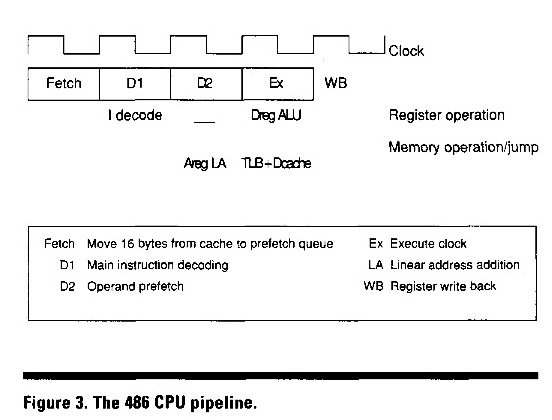 Clock
Fetch D1 D2 Ex WB
I decode — Dreg ALU Register operation
Memory operation/jump
Areg LA TLB+Dcache
Fetch Move 16 bytes from cache to prefetch queue Ex Execute clock
D1 Main instruction decoding LA Linear address addition
D2 Operand prefetch WB Register write back
Figure 3. The 486 CPU pipeline.